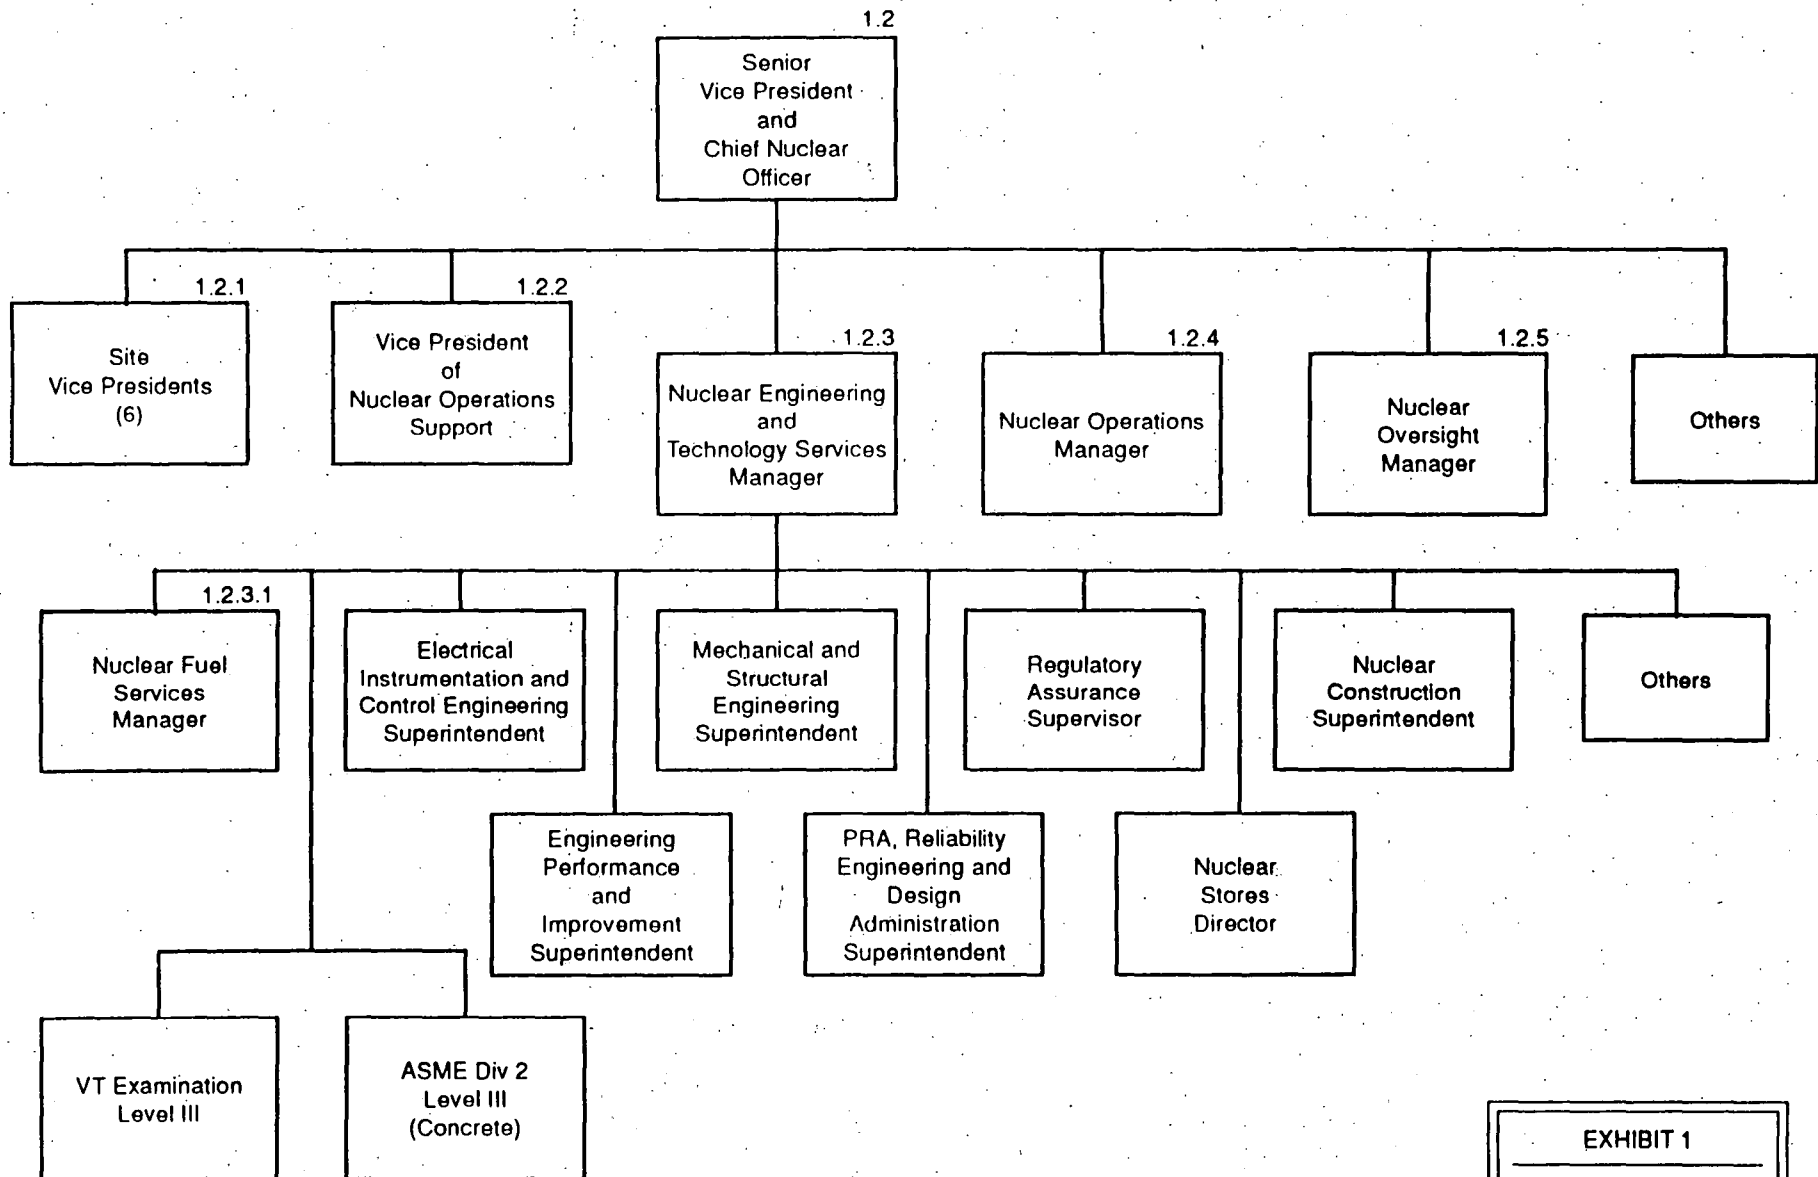 1.2
Senior
Vice President
and
Chief Nuclear
Officer
1.2.1
Site
Vice Presidents
(6)
1.2.2
Vice President
of
Nuclear Operations
Support
1.2.3
Nuclear Engineering
and
Technology Services
Manager
1.2.4
Nuclear Operations
Manager
1.2.5
Nuclear
Oversight
Manager
Others
1.2.3.1
Nuclear Fuel
Services
Manager
Electrical
Instrumentation and
Control Engineering
Superintendent
Mechanical and
Structural
Engineering
Superintendent
Regulatory
Assurance
Supervisor
Nuclear
Construction
Superintendent
Others
Engineering
Performance
and
Improvement
Superintendent
PRA, Reliability
Engineering and
Design
Administration
Superintendent
Nuclear
Stores
Director
VT Examination
Level III
ASME Div 2
Level III
(Concrete)
EXHIBIT 1